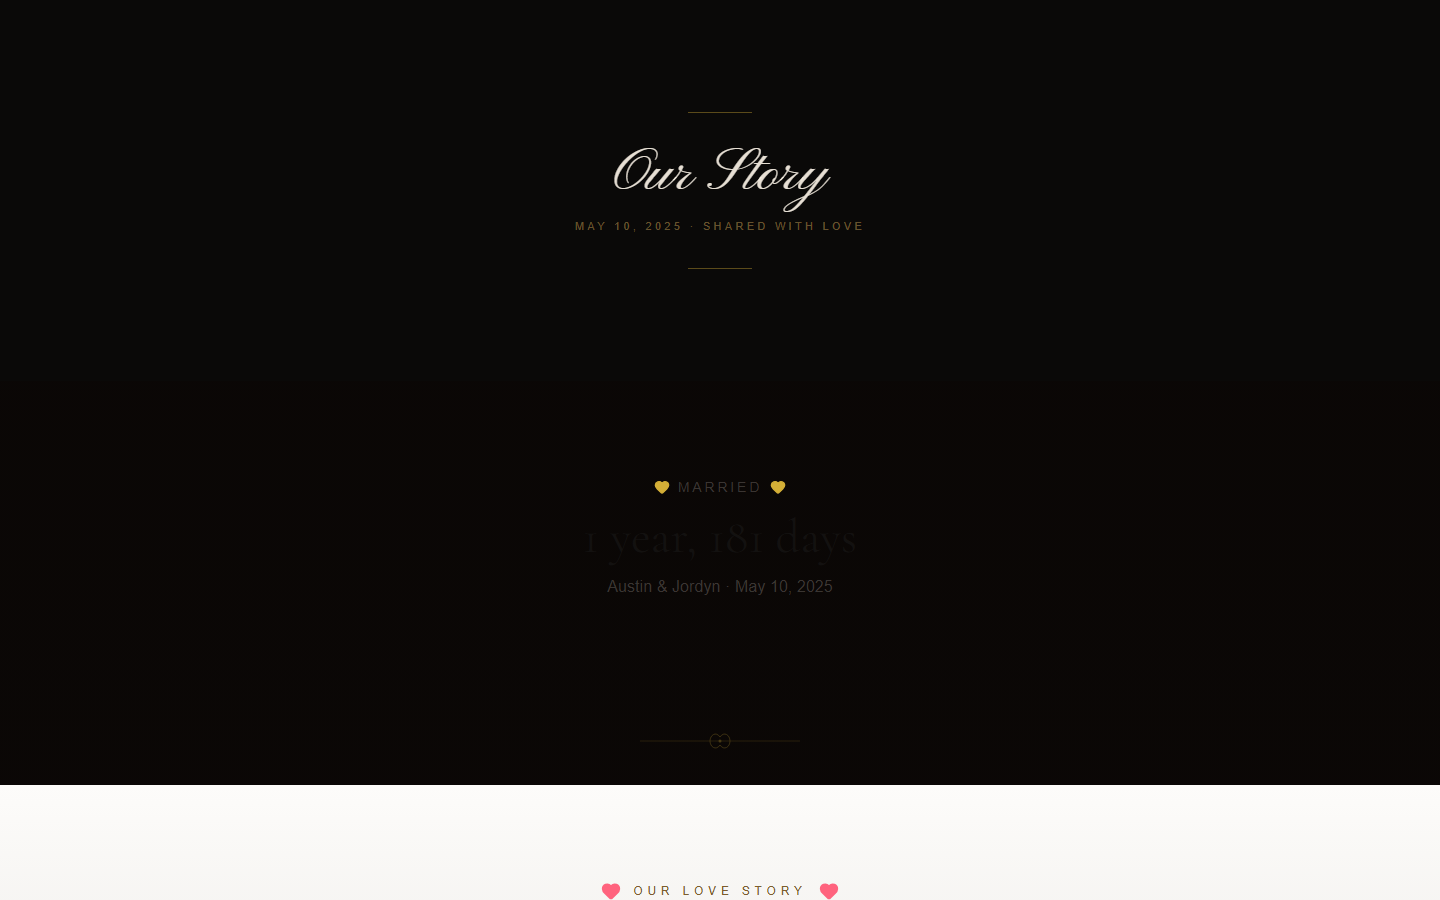 Our Story
MAY 10, 2025 · SHARED WITH LOVE
MARRIED
1 year, 181 days
Austin & Jordyn · May 10, 2025
OUR LOVE STORY